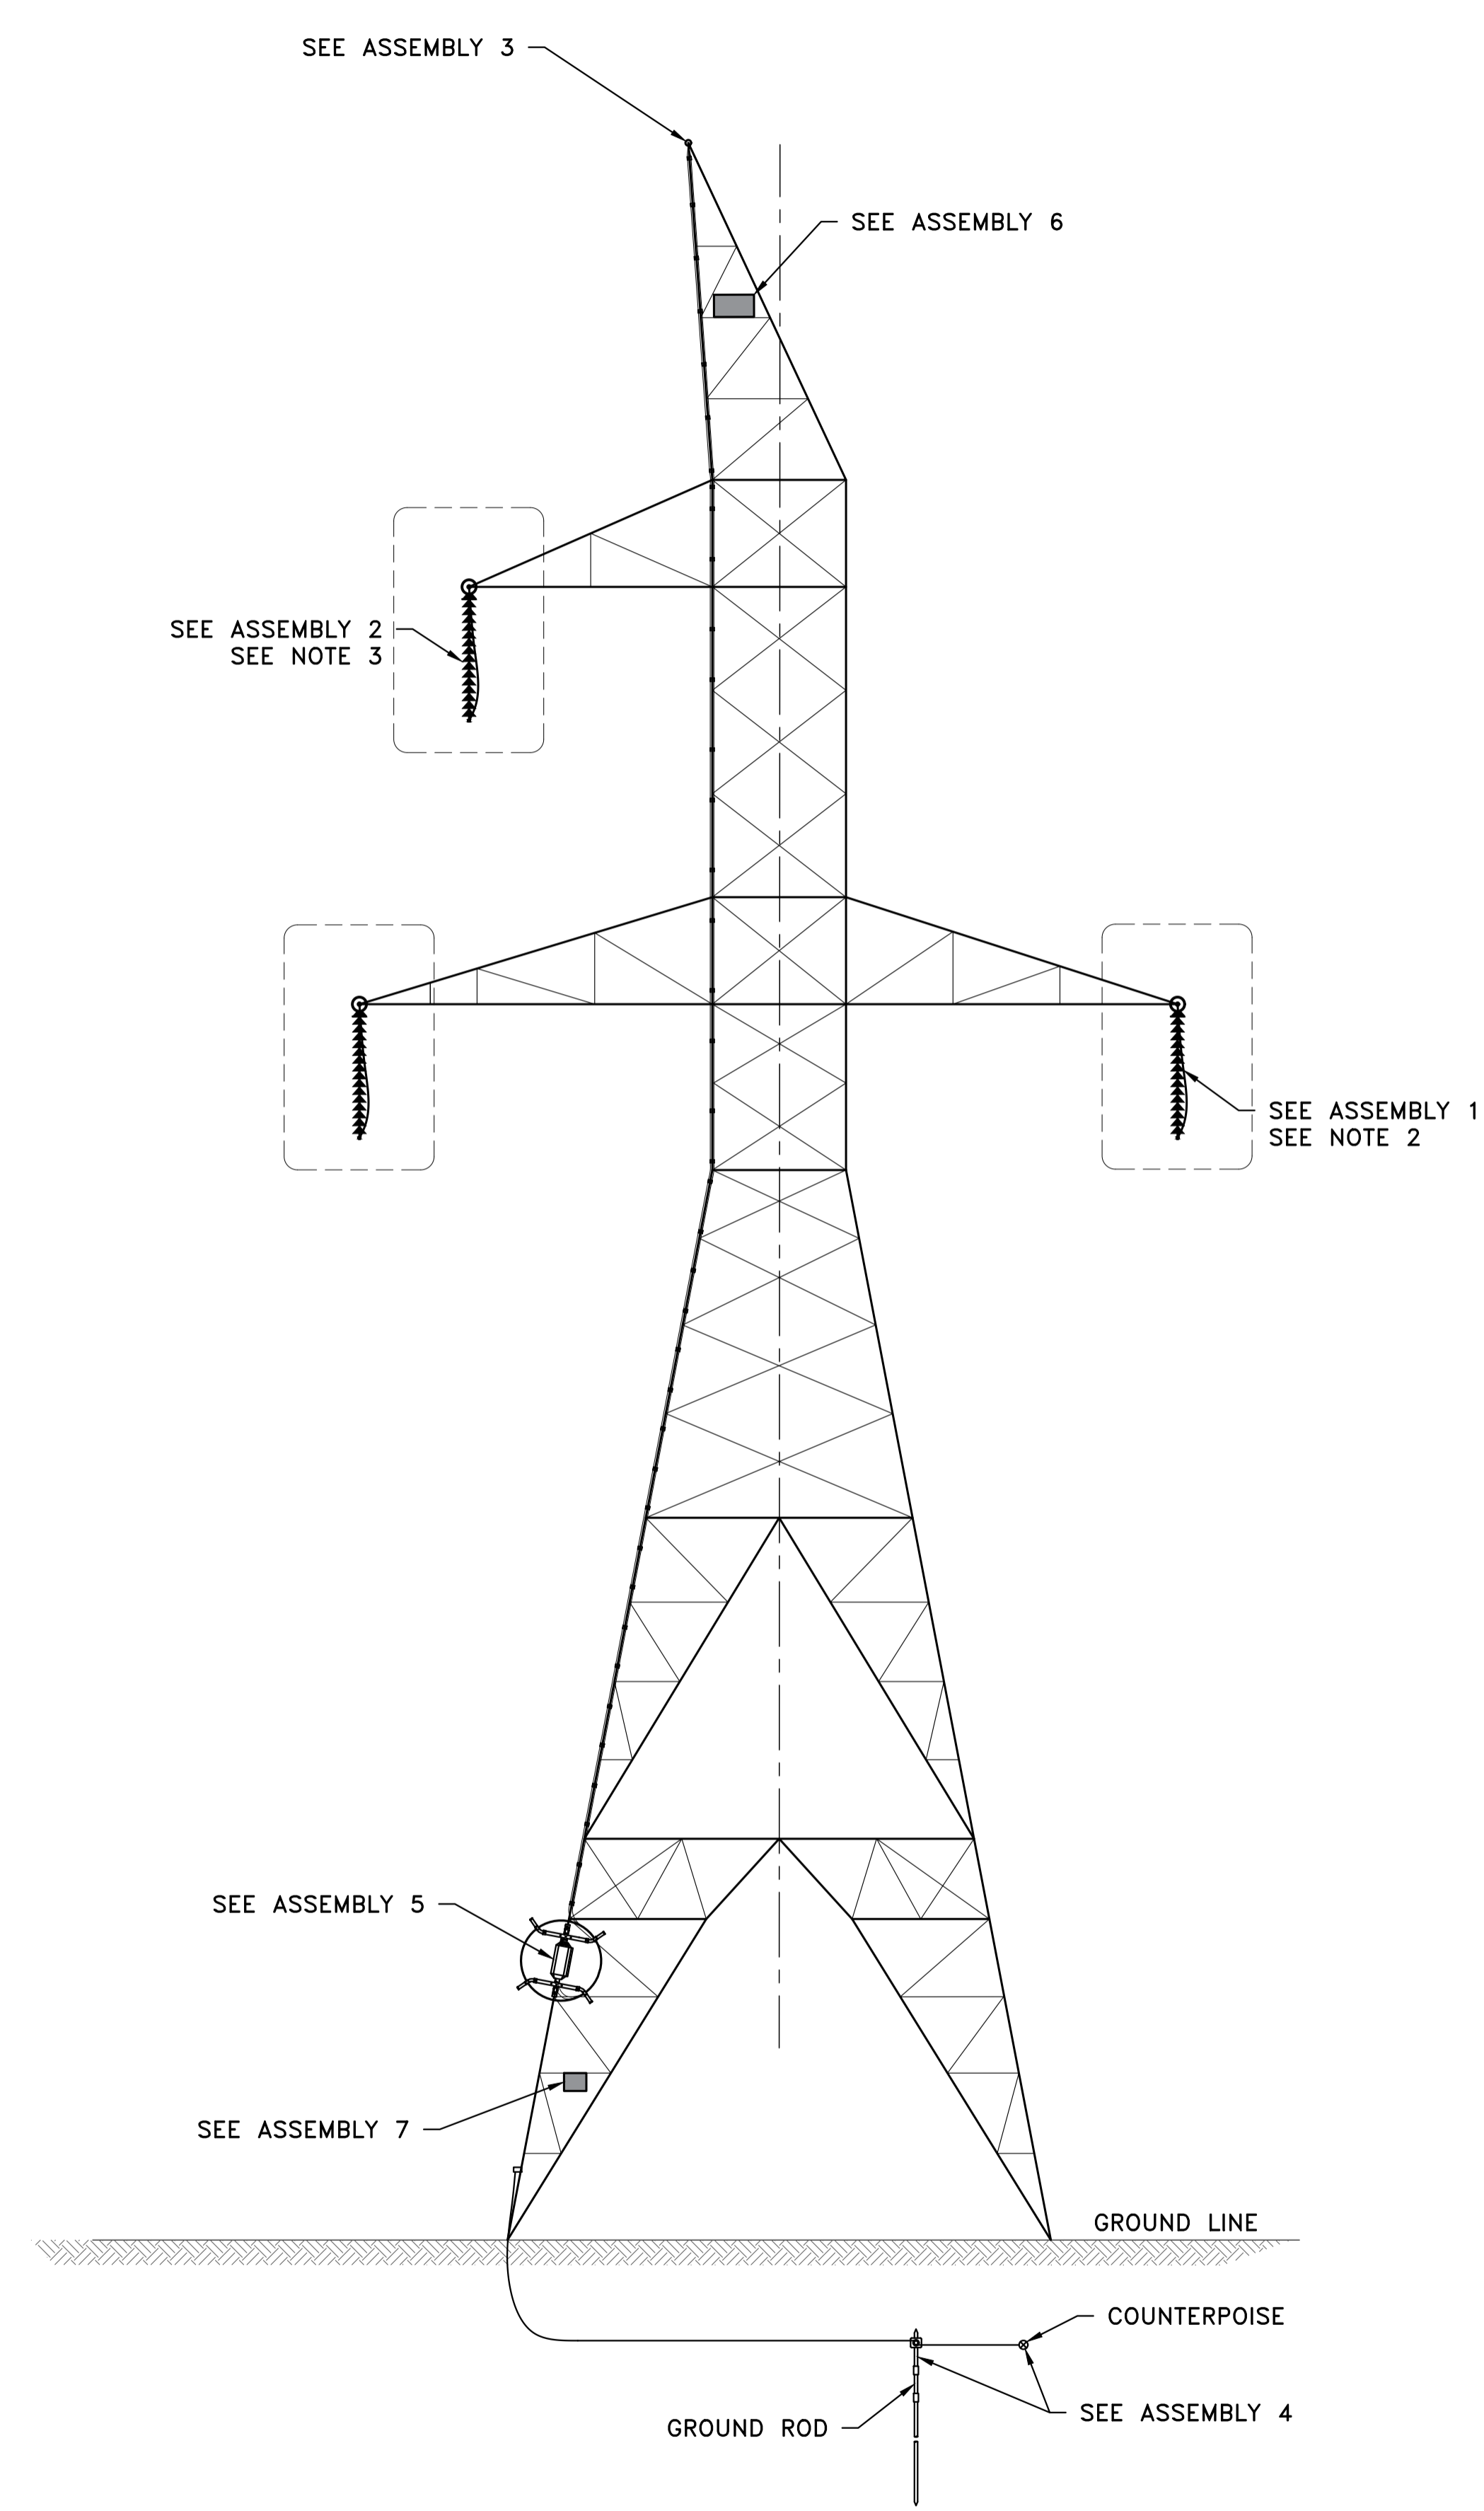 SEE ASSEMBLY 3
SEE ASSEMBLY 6
SEE ASSEMBLY 2
SEE NOTE 3
SEE ASSEMBLY 1
SEE NOTE 2
SEE ASSEMBLY 5
SEE ASSEMBLY 7
GROUND LINE
COUNTERPOISE
SEE ASSEMBLY 4
GROUND ROD